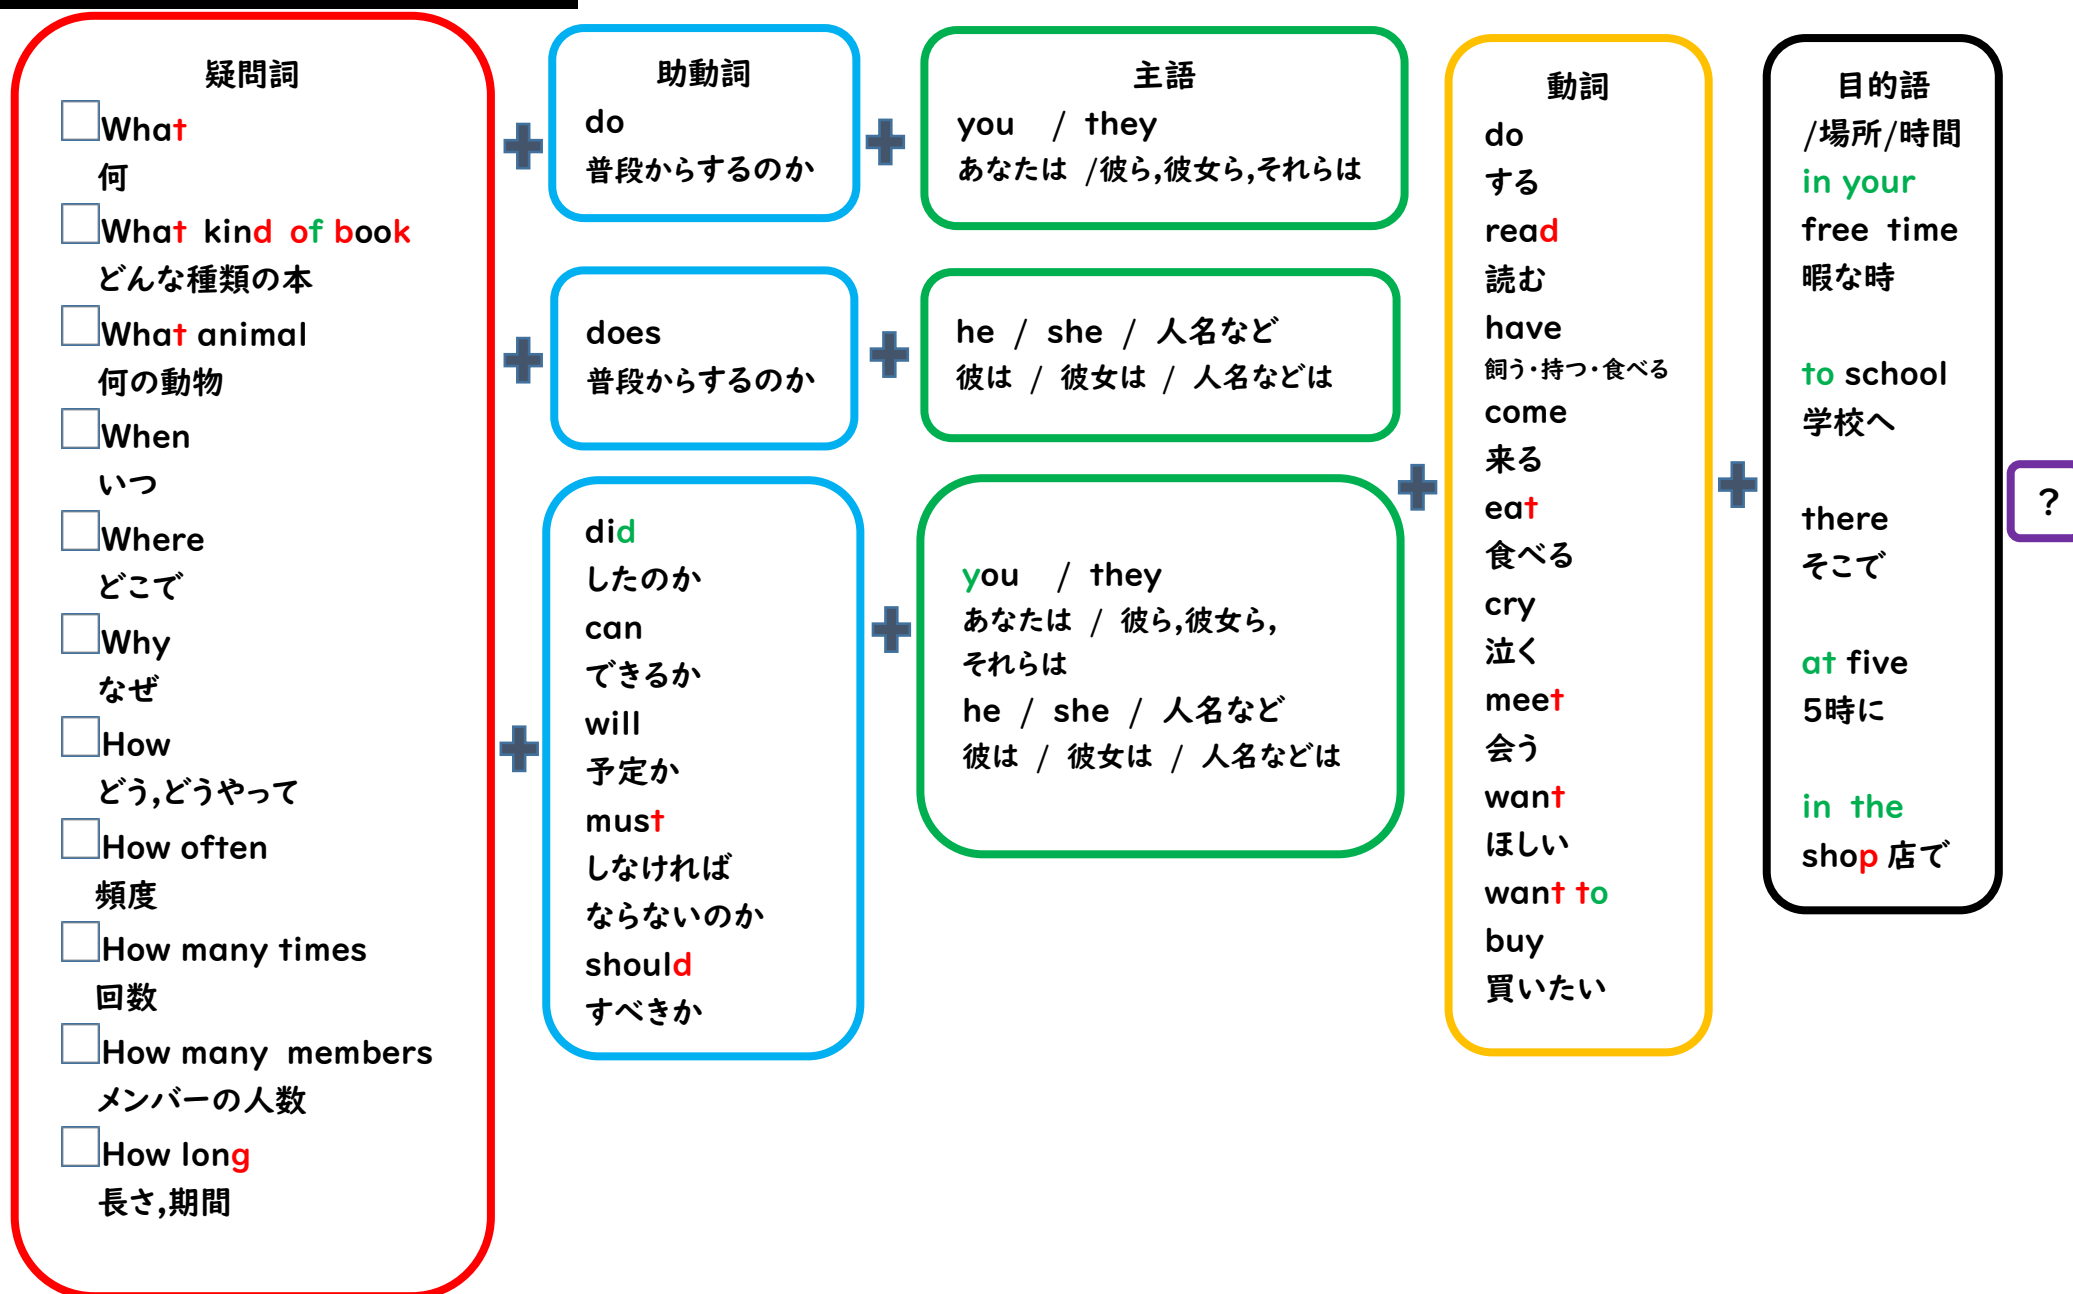 疑問詞
What
何
What kind of book
どんな種類の本
What animal
何の動物
When
いつ
Where
どこで
Why
なぜ
How
どう,どうやって
How often
頻度
How many times
回数
How many members
メンバーの人数
How long
長さ,期間
助動詞
do
普段からするのか
does
普段からするのか
did
したのか
can
できるか
will
予定か
must
しなければ
ならないのか
should
すべきか
主語
you / they
あなたは /彼ら,彼女ら,それらは
he / she / 人名など
彼は / 彼女は / 人名などは
you / they
あなたは / 彼ら,彼女ら,
それらは
he / she / 人名など
彼は / 彼女は / 人名などは
動詞
do
する
read
読む
have
飼う・持つ・食べる
come
来る
eat
食べる
cry
泣く
meet
会う
want
ほしい
want to
buy
買いたい
目的語
/場所/時間
in your
free time
暇な時
to school
学校へ
there
そこで
at five
5時に
in the
shop 店で
?